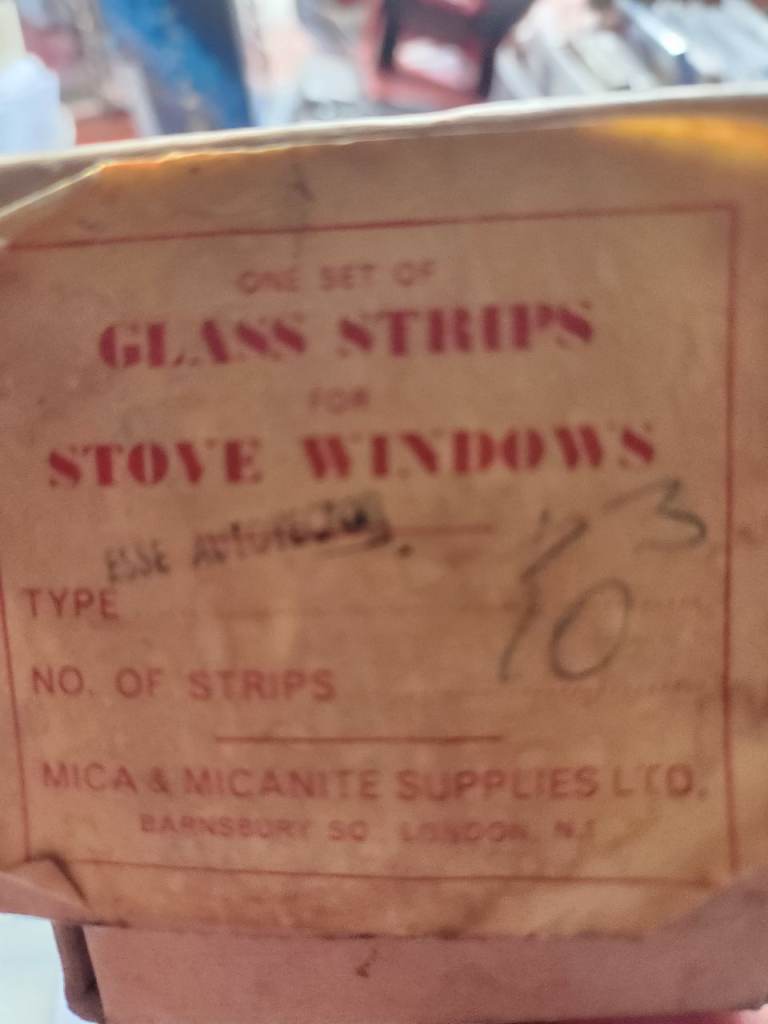 ONE SET OF
GLASS STRIPS
FOR
STOVE WINDOWS
ESSE
TYPE
NO. OF STRIPS
MICA & MICANITE SUPPLIES LTD.
BARNSBURY SQ. LONDON. N.1